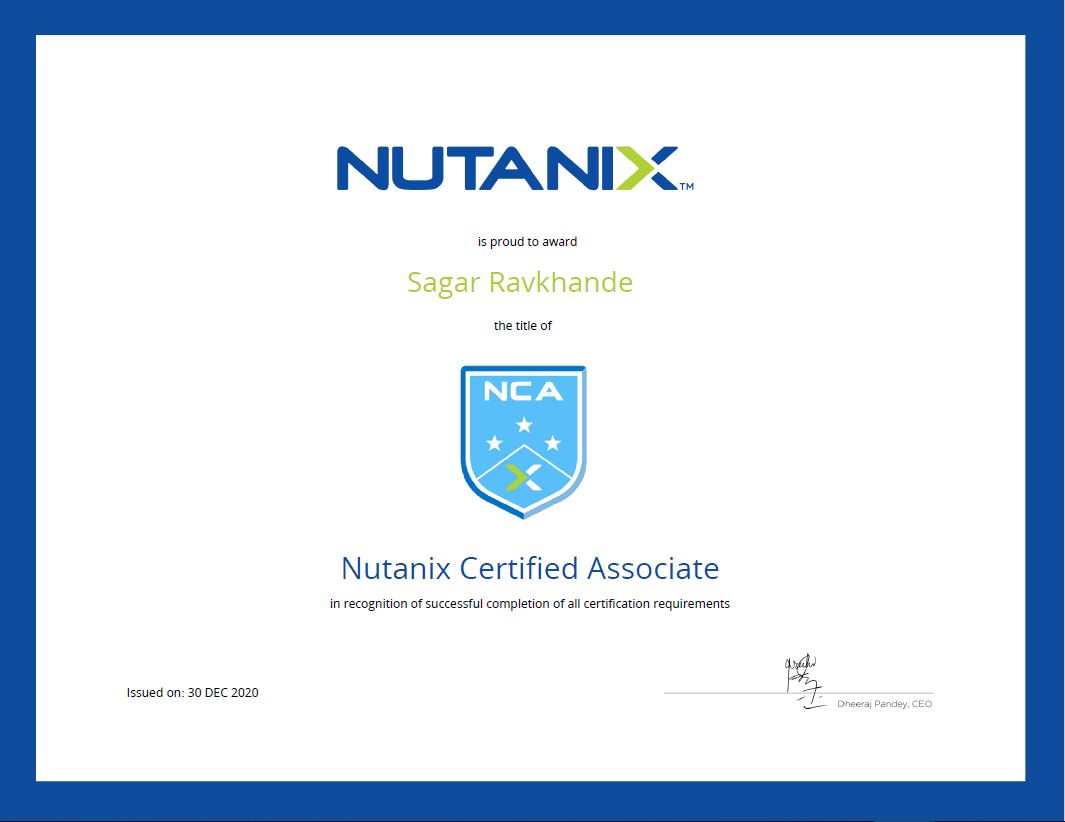 NUTANIX™
is proud to award
Sagar Ravkhande
the title of
NCA
Nutanix Certified Associate
in recognition of successful completion of all certification requirements
Issued on: 30 DEC 2020
Dheeraj Pandey, CEO